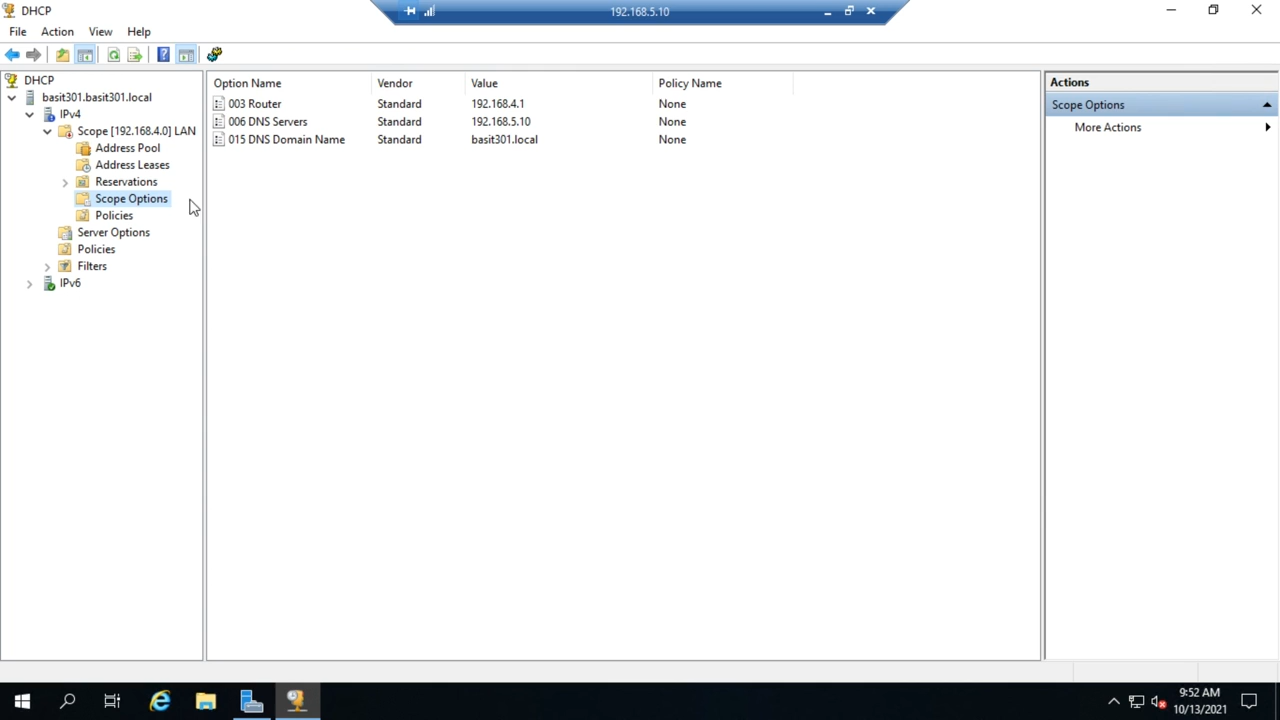 DHCP
192.168.5.10
File Action View Help
DHCP
basit301.basit301.local
IPv4
Scope [192.168.4.0] LAN
Address Pool
Address Leases
Reservations
Scope Options
Policies
Server Options
Policies
Filters
IPv6
Option Name Vendor Value Policy Name
003 Router Standard 192.168.4.1 None
006 DNS Servers Standard 192.168.5.10 None
015 DNS Domain Name Standard basit301.local None
Actions
Scope Options
More Actions
9:52 AM
10/13/2021